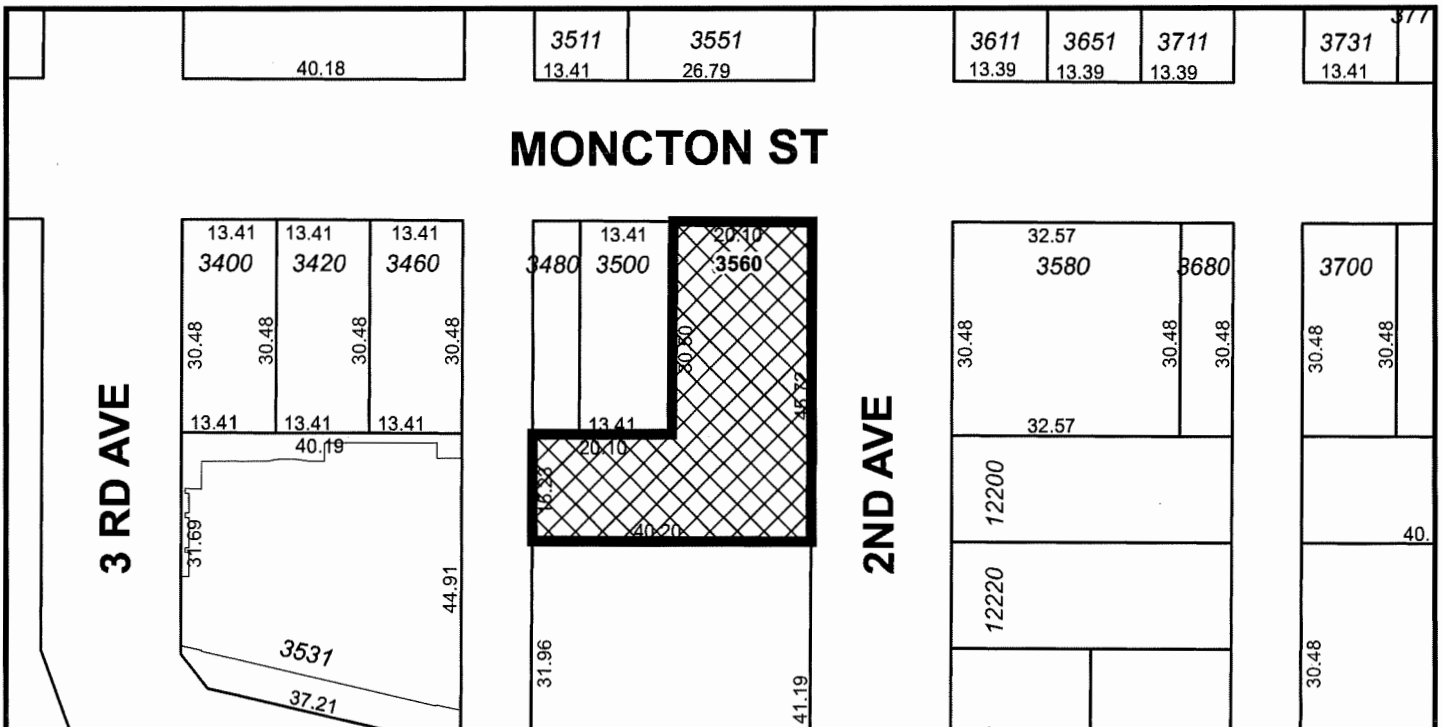 377
3511 3551 3611 3651 3711 3731
40.18 13.41 26.79 13.39 13.39 13.39 13.41
MONCTON ST
13.41 13.41 13.41 13.41 20.10 32.57
3400 3420 3460 3480 3500 3560 3580 3680 3700
30.48 30.48 30.48 30.48 45.72 30.48 30.48 30.48 30.48 30.48
3 RD AVE
2ND AVE
13.41 13.41 13.41 13.41 32.57
40.19 20.10
12200
31.69 40.20 40.
44.91 12220
3531 31.96 30.48
37.21 41.19